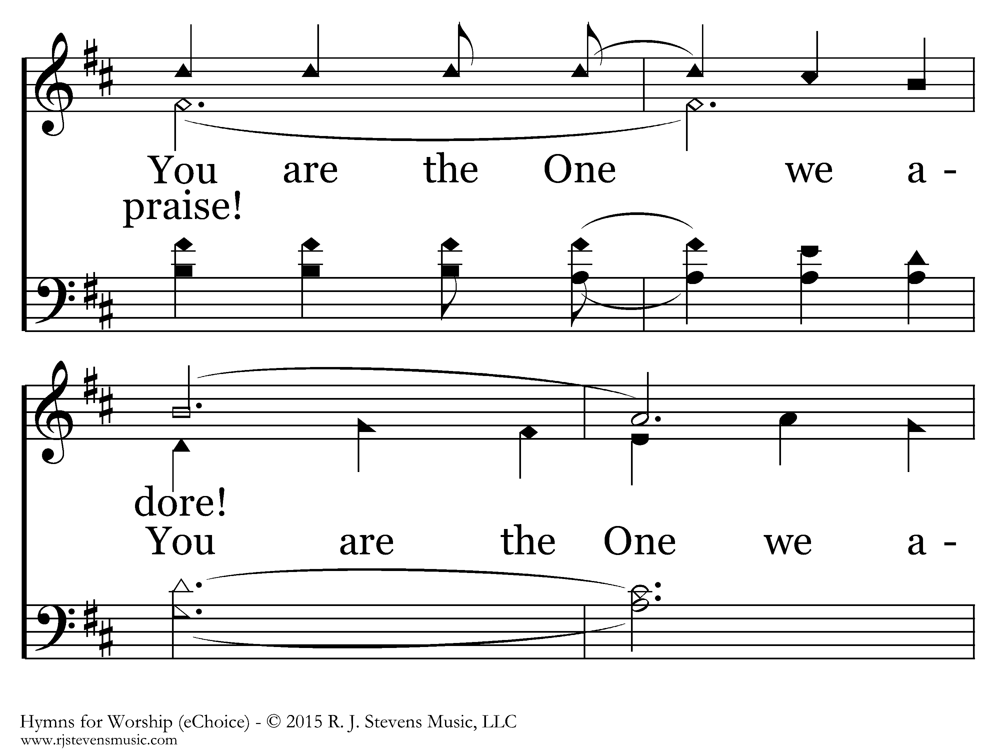 You are the One we a -
praise!
dore!
You are the One we a -
Hymns for Worship (eChoice) - © 2015 R. J. Stevens Music, LLC
www.rjstevensmusic.com